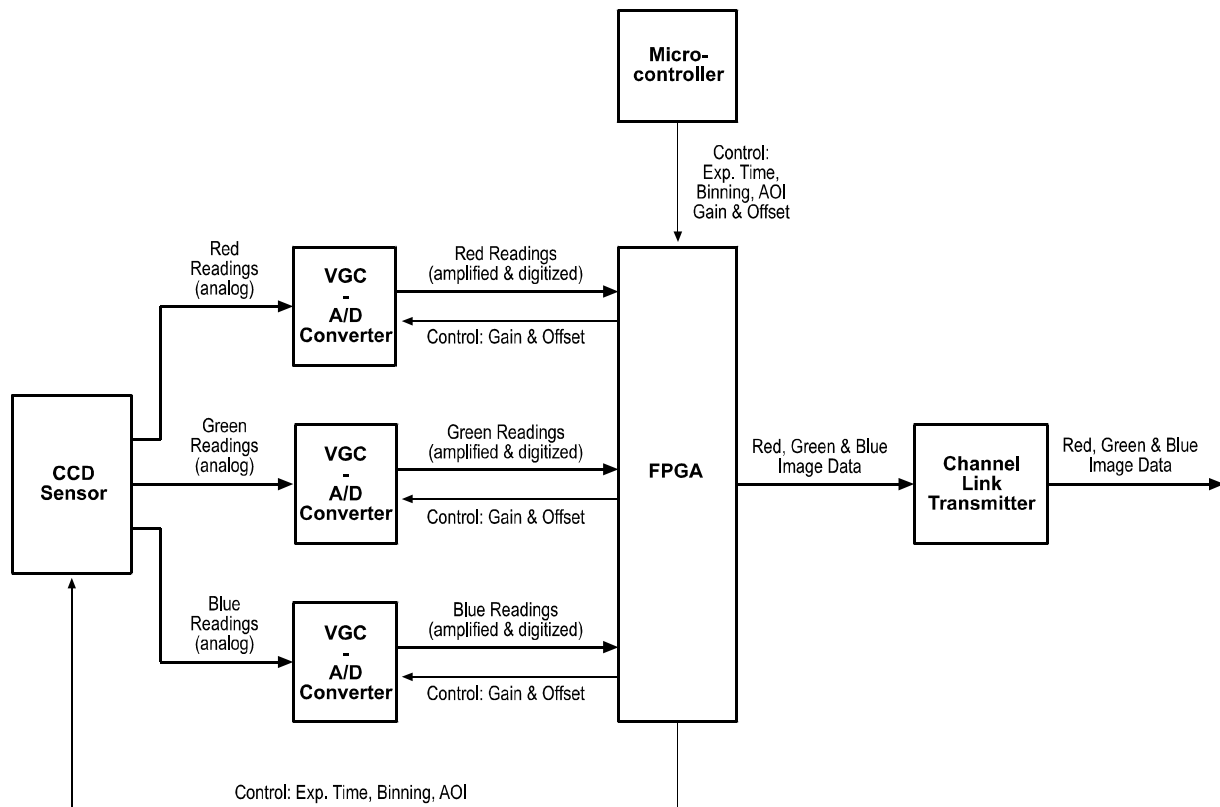 Micro-
controller
Control:
Exp. Time,
Binning, AOI
Gain & Offset
Red
Readings
(analog)
VGC
-
A/D
Converter
Red Readings
(amplified & digitized)
Control: Gain & Offset
CCD
Sensor
Green
Readings
(analog)
VGC
-
A/D
Converter
Green Readings
(amplified & digitized)
Control: Gain & Offset
FPGA
Red, Green & Blue
Image Data
Channel
Link
Transmitter
Red, Green & Blue
Image Data
Blue
Readings
(analog)
VGC
-
A/D
Converter
Blue Readings
(amplified & digitized)
Control: Gain & Offset
Control: Exp. Time, Binning, AOI